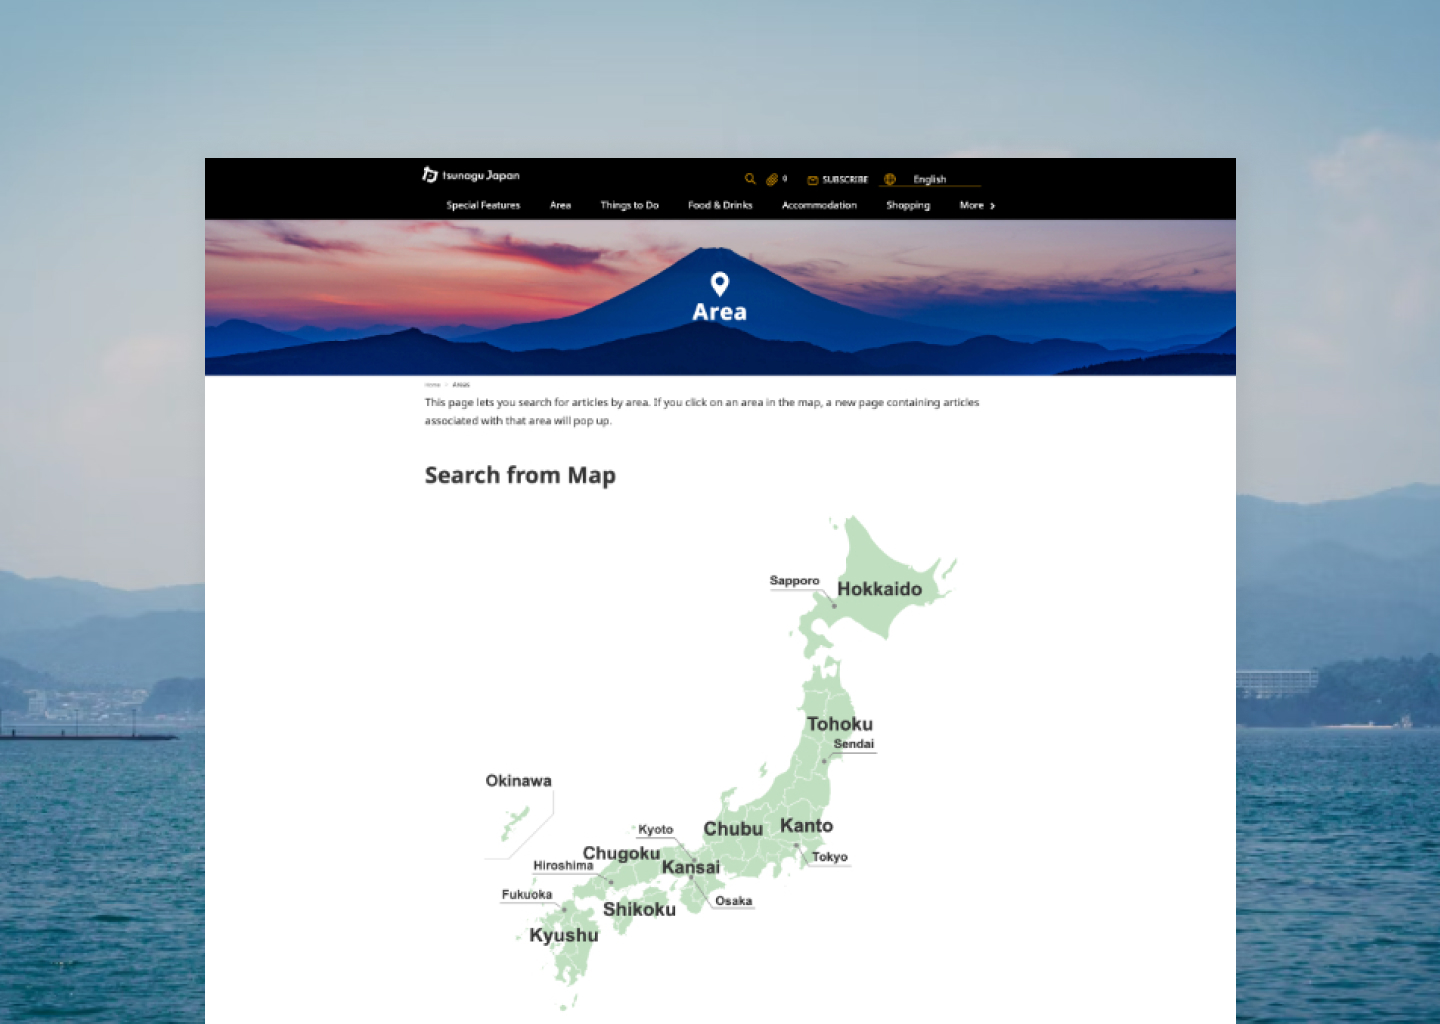 tsunagu Japan
0
SUBSCRIBE
English
Special Features
Area
Things to Do
Food & Drinks
Accommodation
Shopping
More
Area
Home
Areas
This page lets you search for articles by area. If you click on an area in the map, a new page containing articles
associated with that area will pop up.
Search from Map
Sapporo
Hokkaido
Tohoku
Sendai
Okinawa
Kyoto
Chubu
Kanto
Chugoku
Tokyo
Hiroshima
Kansai
Fukuoka
Osaka
Shikoku
Kyushu